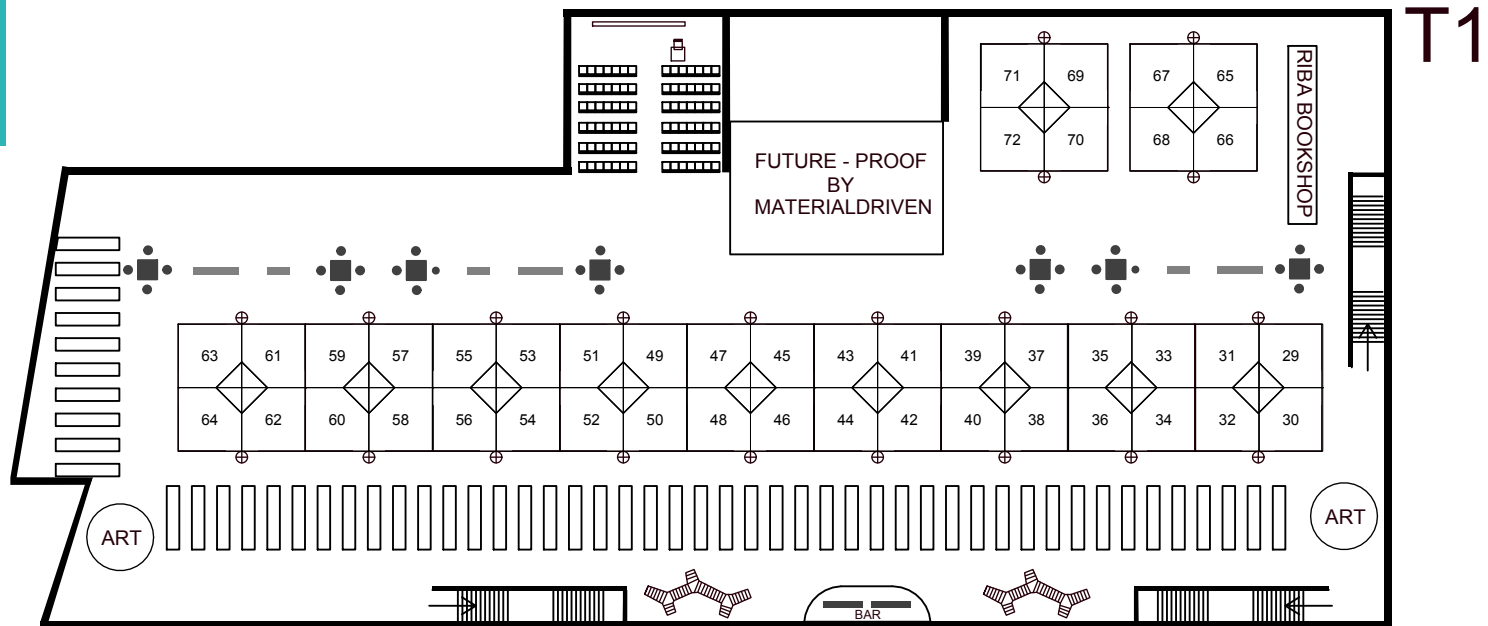 T1
71 69
67 65
72 70
68 66
RIBA BOOKSHOP
FUTURE - PROOF
BY
MATERIALDRIVEN
63 61 59 57 55 53 51 49 47 45 43 41 39 37 35 33 31 29
64 62 60 58 56 54 52 50 48 46 44 42 40 38 36 34 32 30
ART
ART
BAR